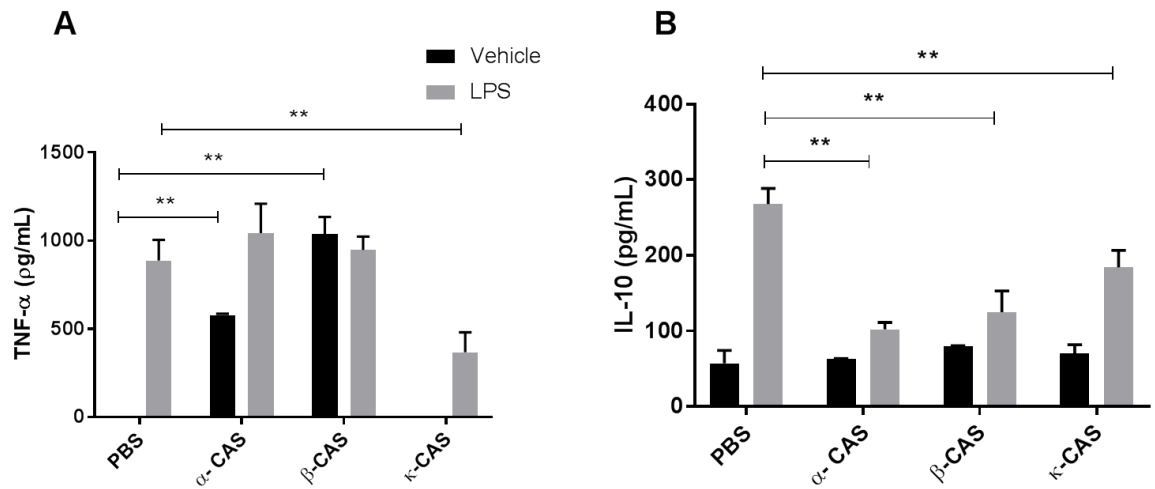 A
Vehicle
LPS
**
**
**
1500
1000
500
0
TNF-α (ρg/mL)
PBS
α- CAS
β-CAS
κ-CAS
B
**
**
**
400
300
200
100
0
IL-10 (pg/mL)
PBS
α- CAS
β-CAS
κ-CAS